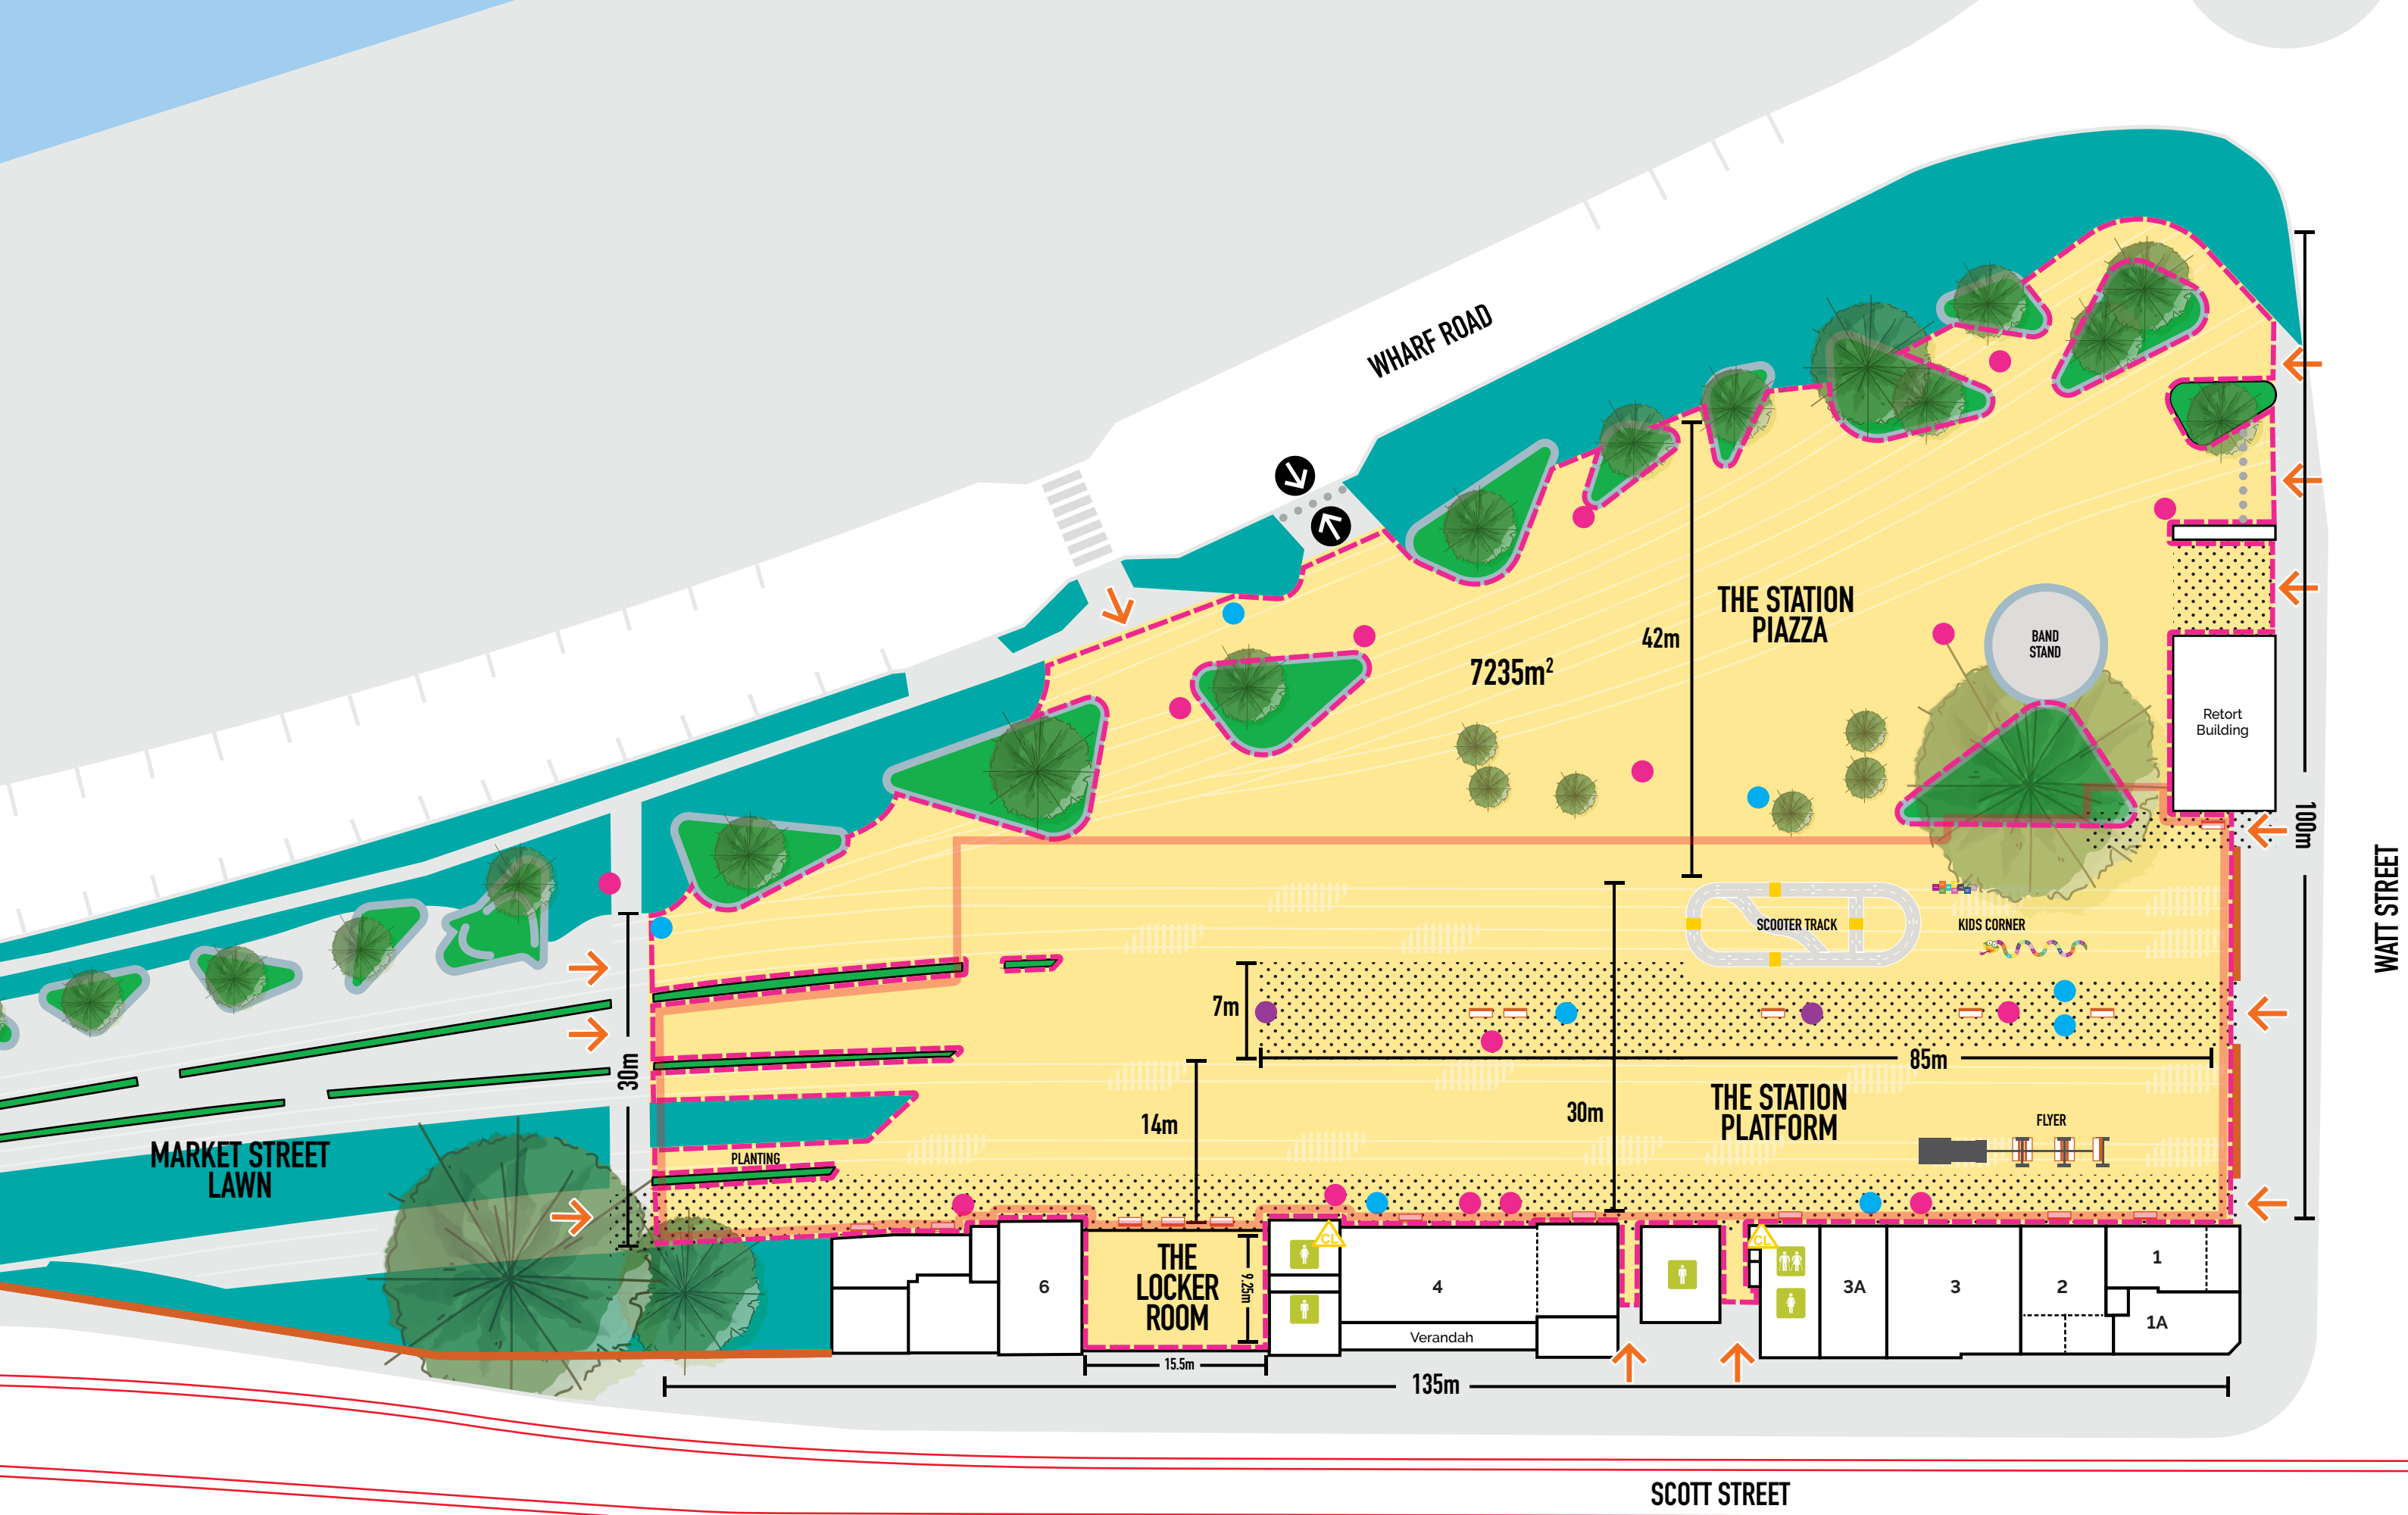 WHARF ROAD
THE STATION
PIAZZA
42m
7235m²
BAND
STAND
Retort
Building
100m
WATT STREET
SCOOTER TRACK
KIDS CORNER
7m
85m
30m
30m
14m
THE STATION
PLATFORM
FLYER
MARKET STREET
LAWN
PLANTING
THE
LOCKER
ROOM
9.25m
15.5m
6
CL
4
Verandah
CL
3A
3
2
1
1A
135m
SCOTT STREET